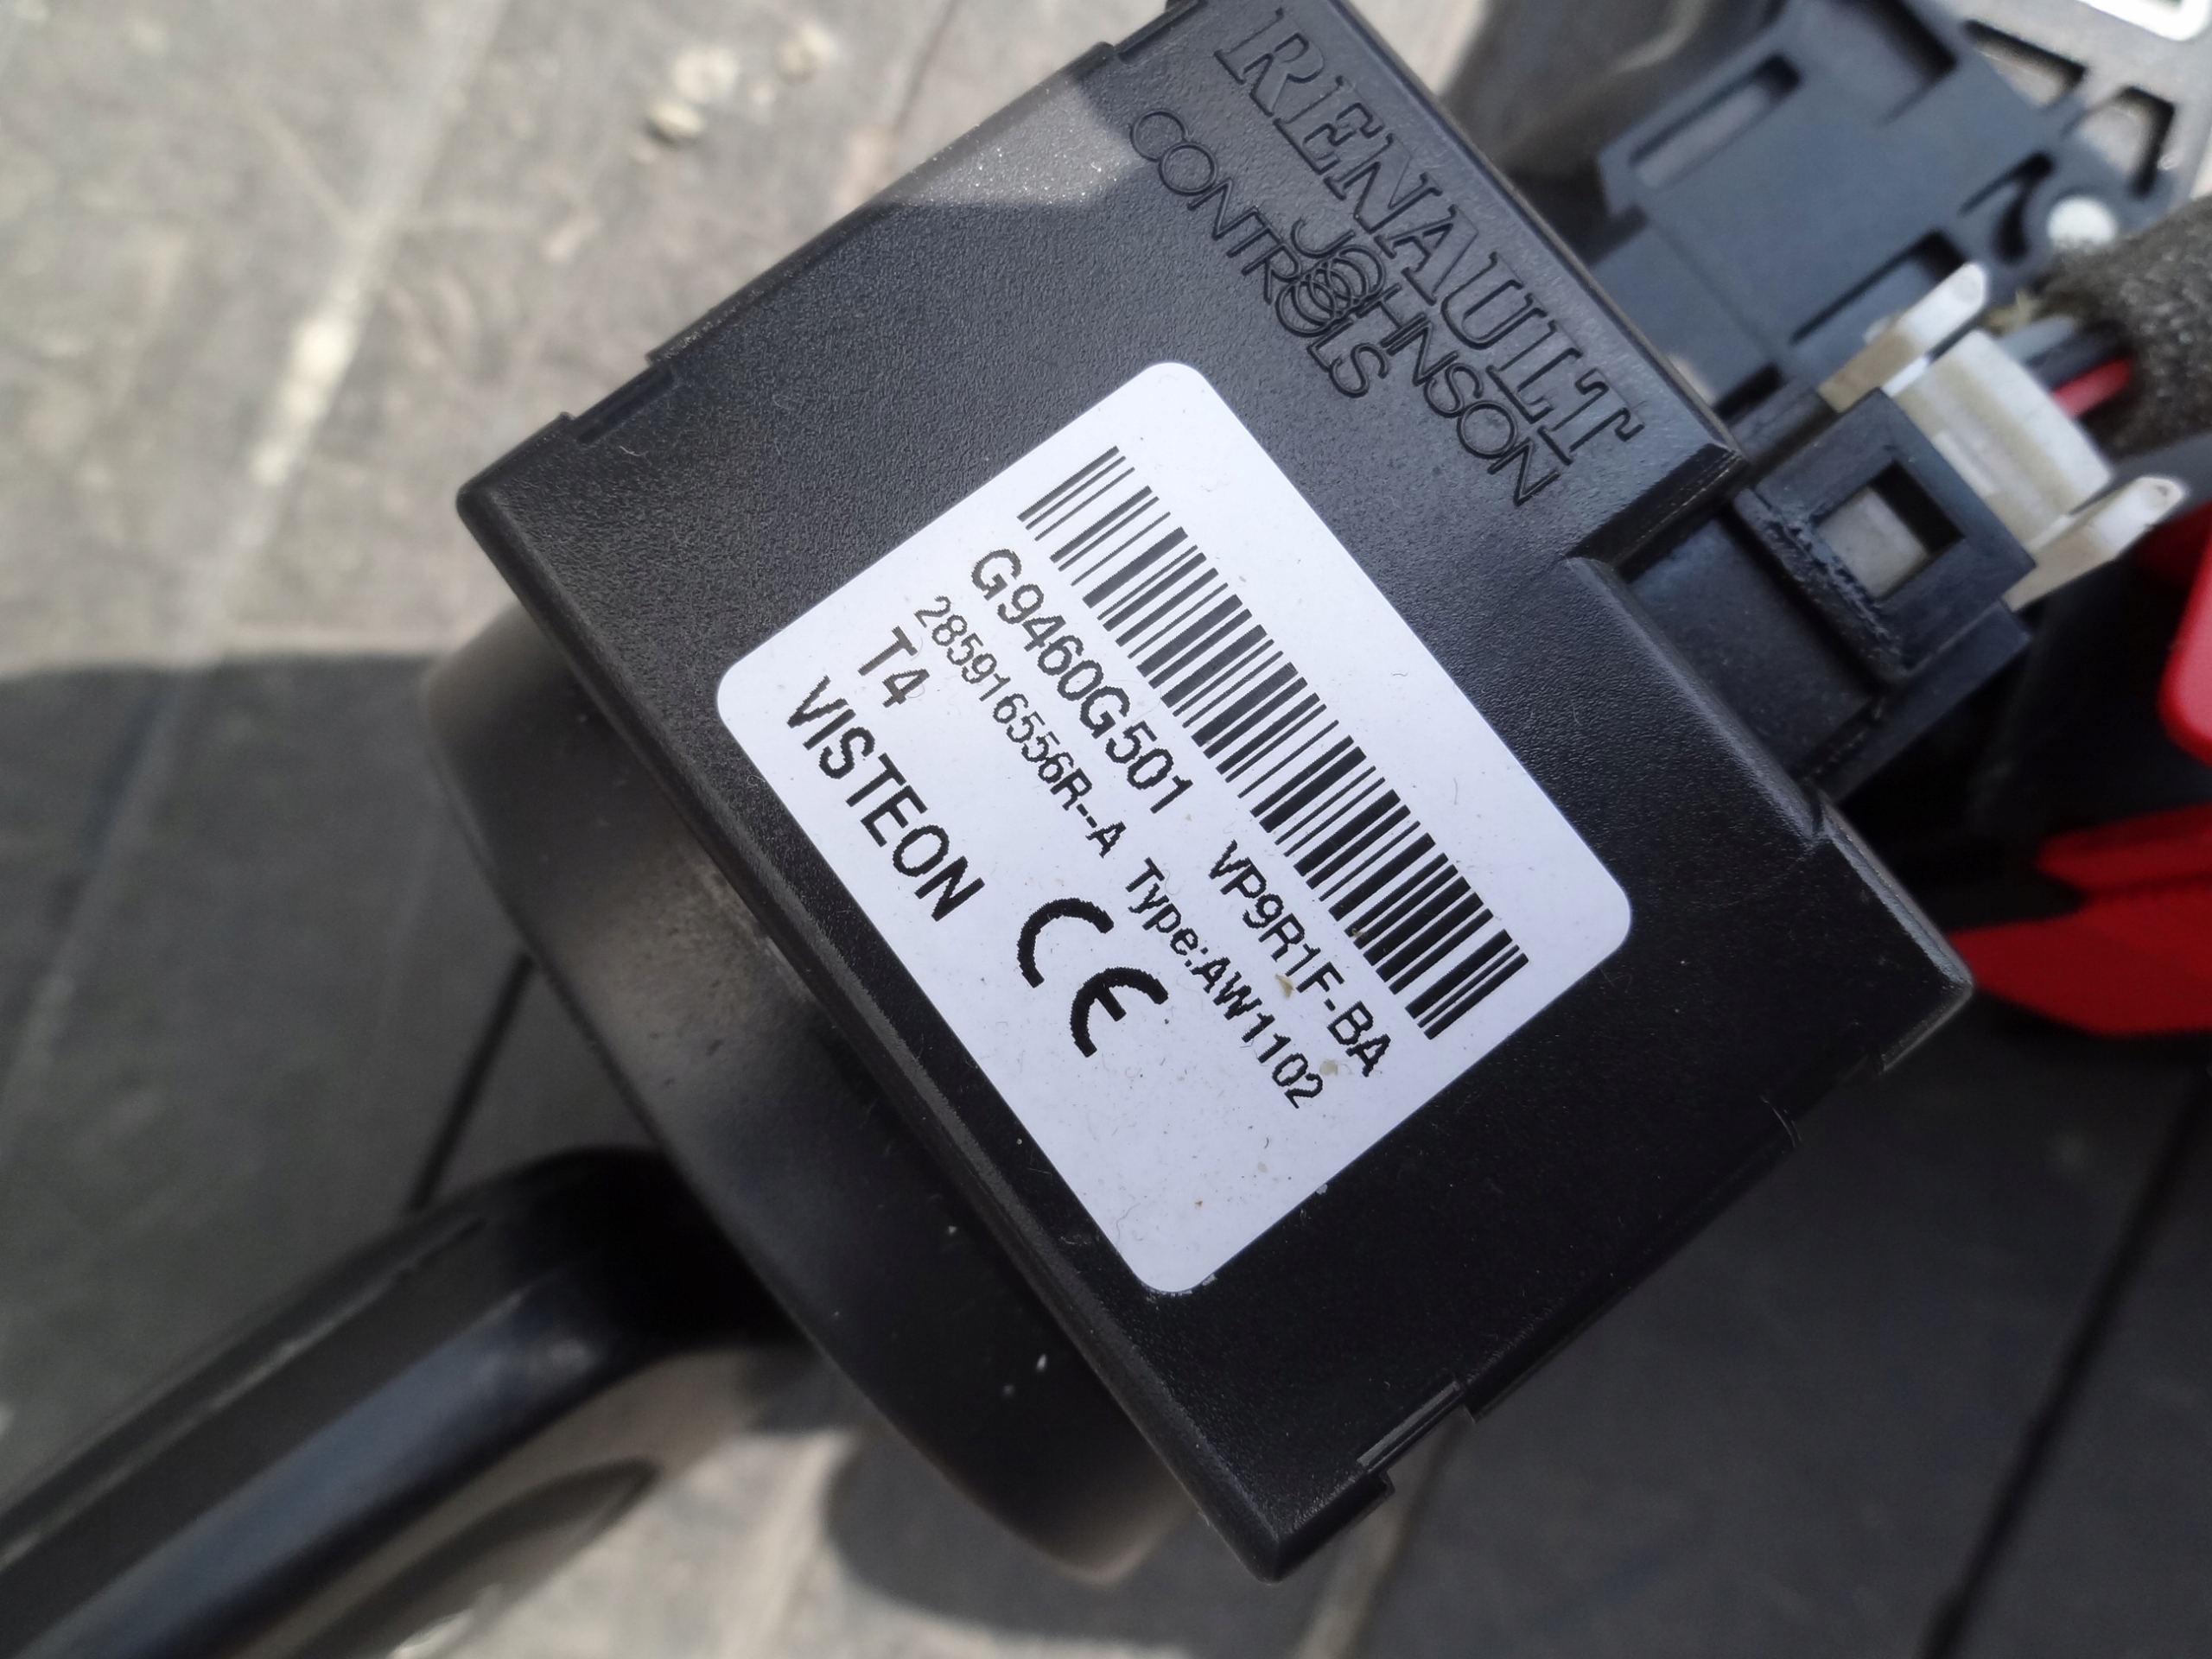 RENAULT
JOHNSON
CONTROLS
G9460G501 VP9R1F-BA
285916556R--A Type:AW1102
T4
VISTEON CE